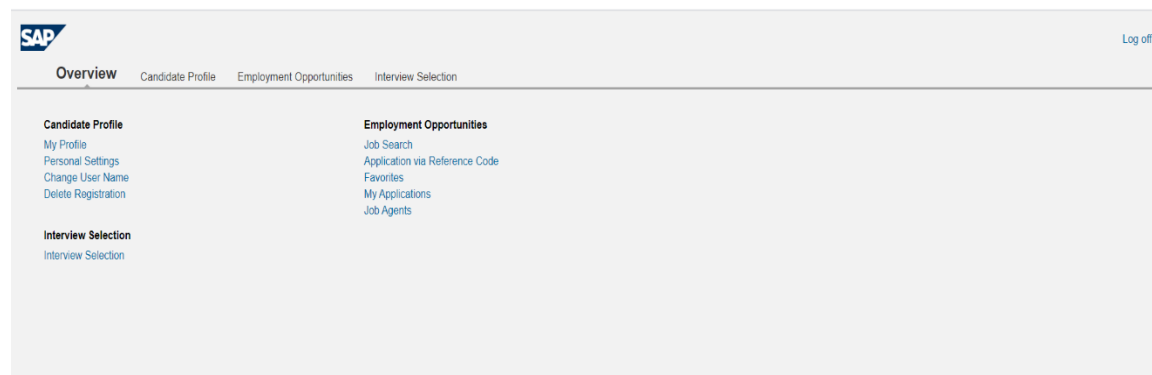 SAP
Log off
Overview Candidate Profile Employment Opportunities Interview Selection
Candidate Profile
My Profile
Personal Settings
Change User Name
Delete Registration
Interview Selection
Interview Selection
Employment Opportunities
Job Search
Application via Reference Code
Favorites
My Applications
Job Agents